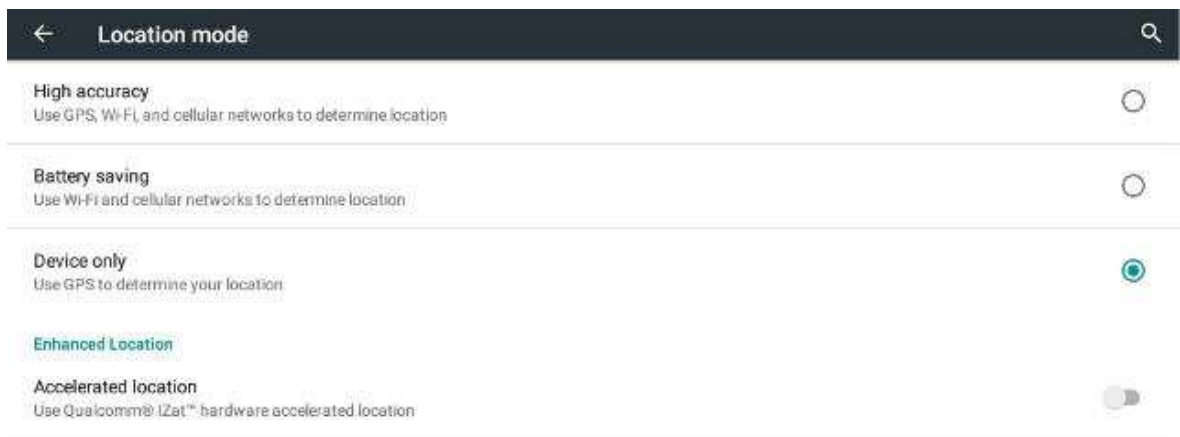 Location mode
High accuracy
Use GPS, Wi-Fi, and cellular networks to determine location
Battery saving
Use Wi-Fi and cellular networks to determine location
Device only
Use GPS to determine your location
Enhanced Location
Accelerated location
Use Qualcomm® IZat™ hardware accelerated location